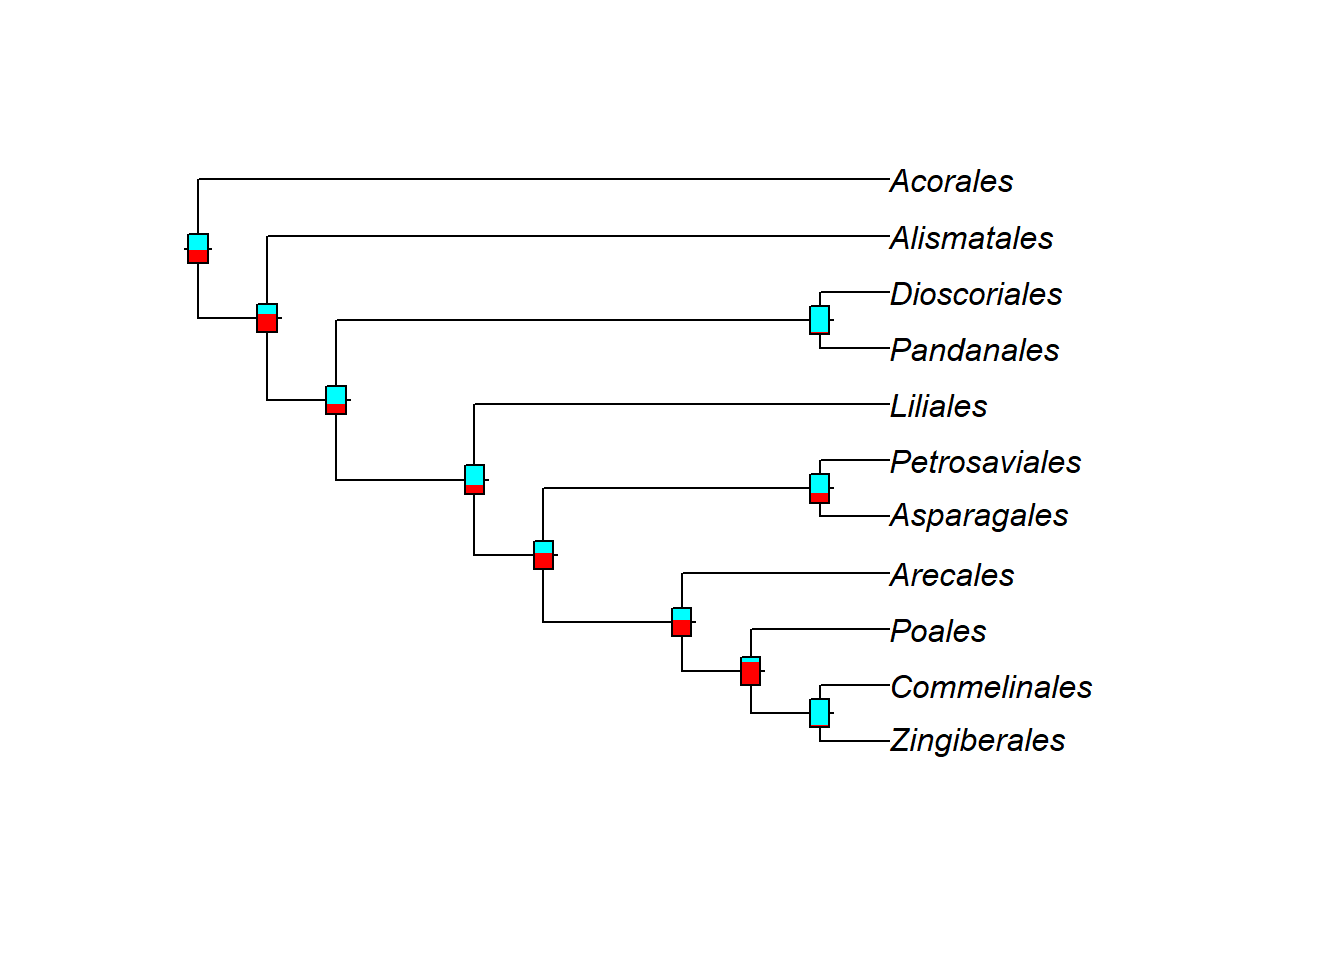 Acorales
Alismatales
Dioscoriales
Pandanales
Liliales
Petrosaviales
Asparagales
Arecales
Poales
Commelinales
Zingiberales